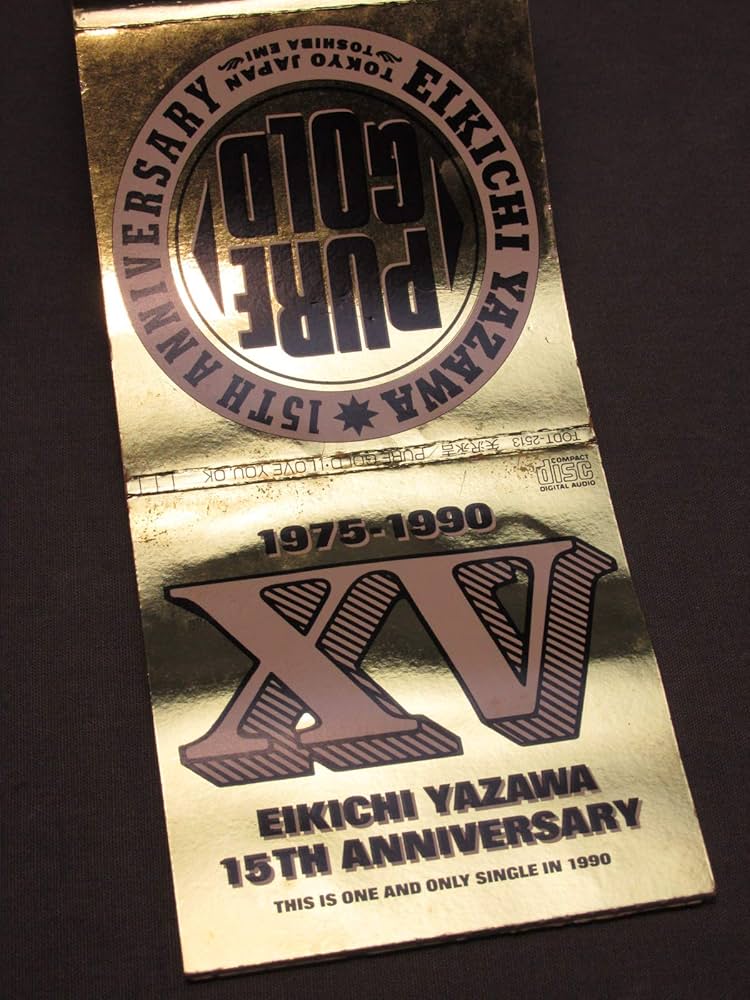 EIKICHI YAZAWA
★ 15TH ANNIVERSARY
TOKYO JAPAN
TOSHIBA EMI
PURE
GOLD
TODT-2513 矢沢永吉/PURE GOLD・I LOVE YOU,OK
COMPACT
disc
DIGITAL AUDIO
1975-1990
XV
EIKICHI YAZAWA
15TH ANNIVERSARY
THIS IS ONE AND ONLY SINGLE IN 1990